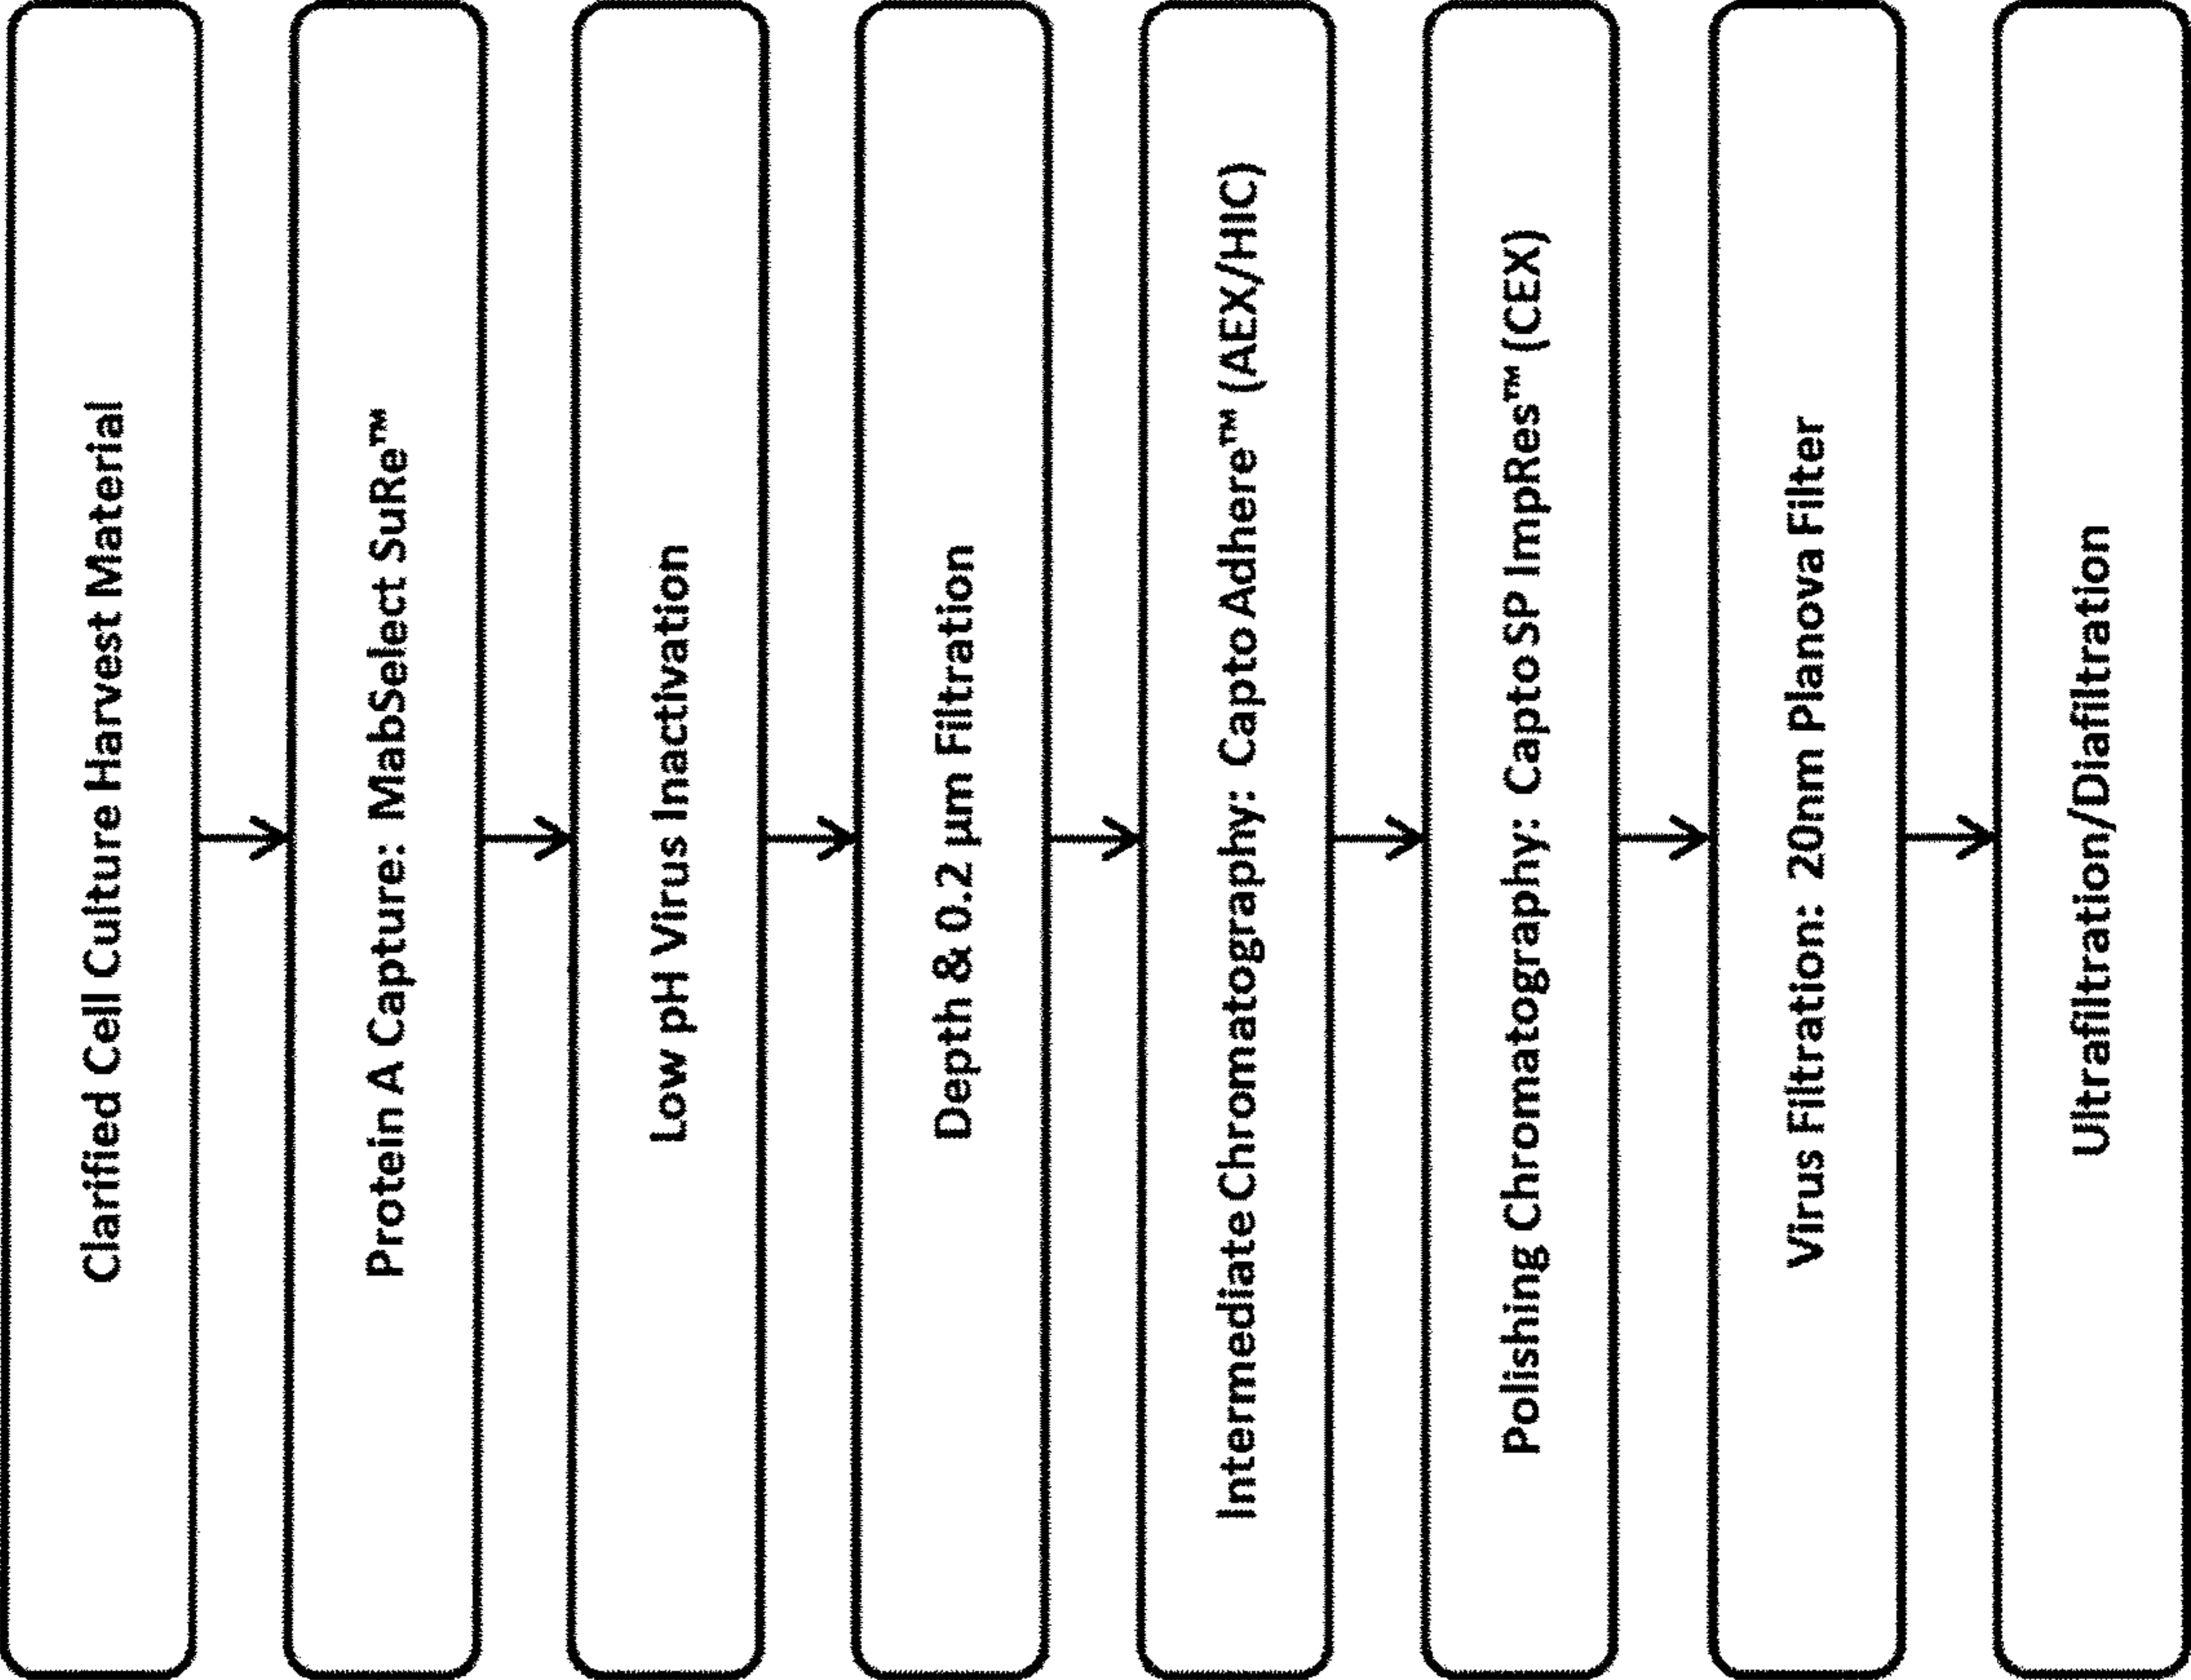 Clarified Cell Culture Harvest Material
Protein A Capture: MabSelect SuRe™
Low pH Virus Inactivation
Depth & 0.2 µm Filtration
Intermediate Chromatography: Capto Adhere™ (AEX/HIC)
Polishing Chromatography: Capto SP ImpRes™ (CEX)
Virus Filtration: 20nm Planova Filter
Ultrafiltration/Diafiltration